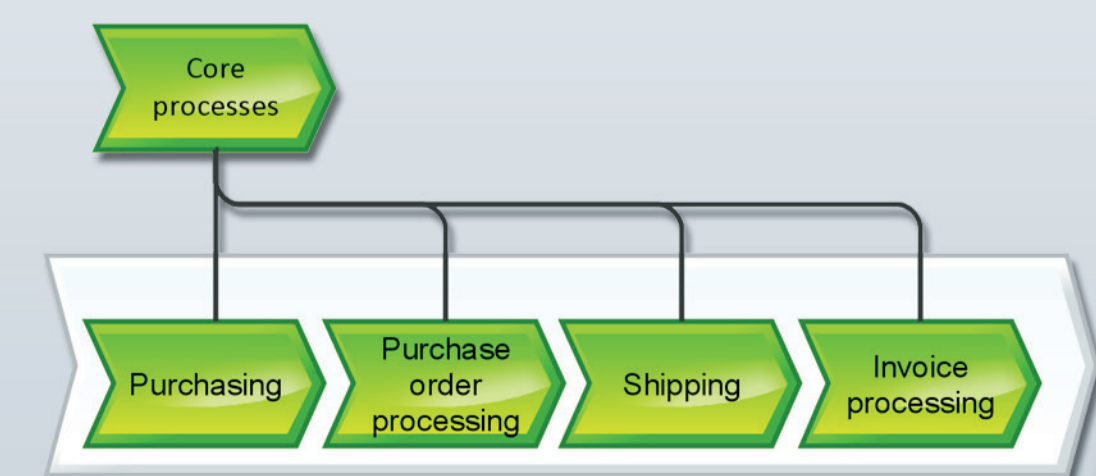 Core
processes
Purchasing
Purchase
order
processing
Shipping
Invoice
processing